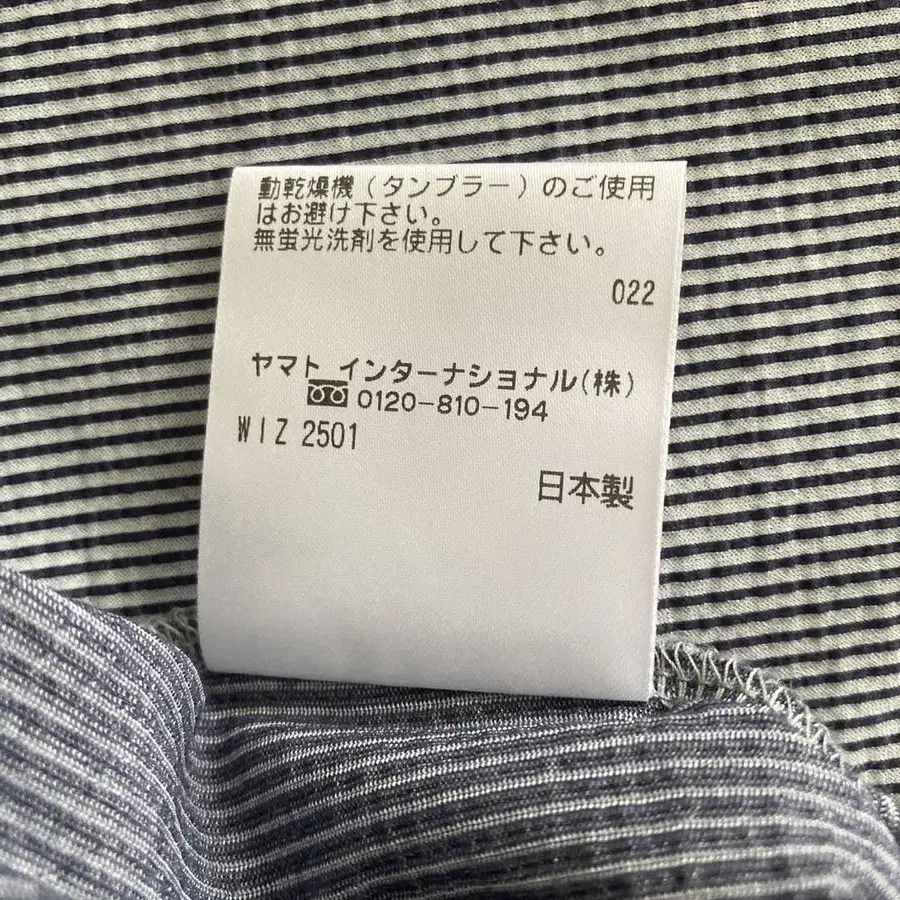 動乾燥機(タンブラー)のご使用
はお避け下さい。
無蛍光洗剤を使用して下さい。
022
ヤマト インターナショナル(株)
0120-810-194
WIZ 2501
日本製